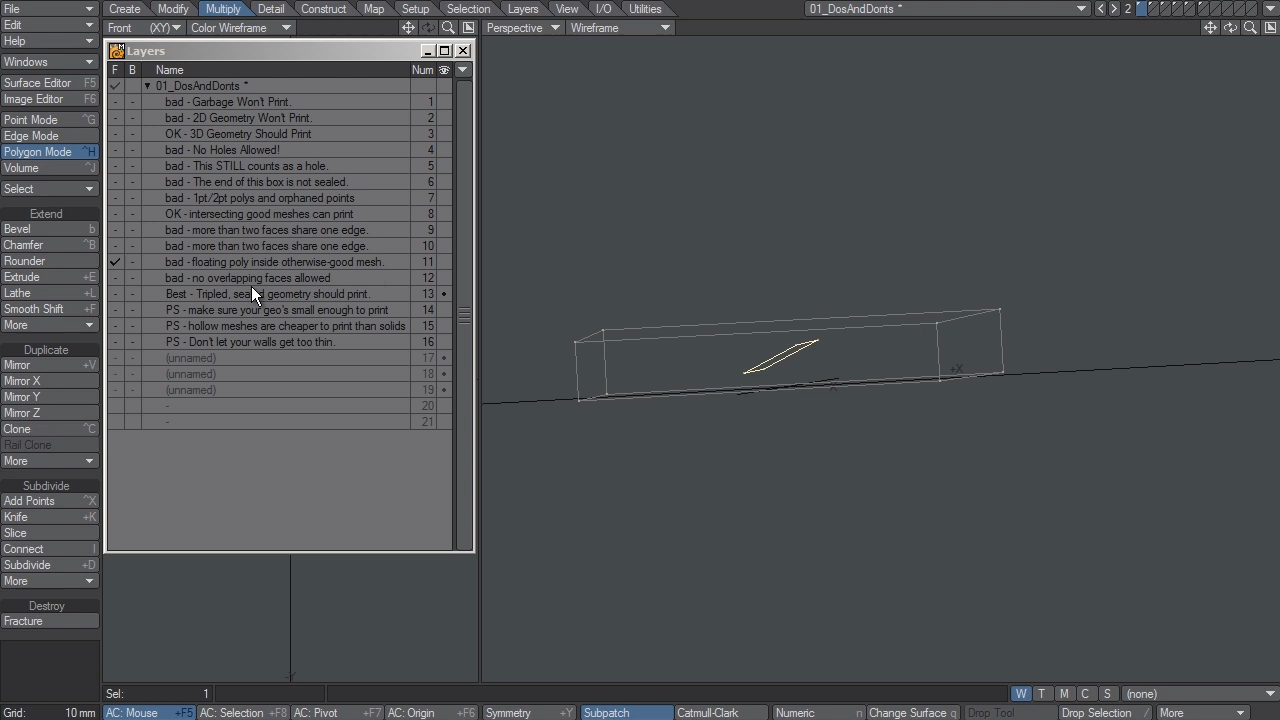 File Create Modify Multiply Detail Construct Map Setup Selection Layers View I/O Utilities 01_DosAndDonts * 2
Edit Front (XY) Color Wireframe Perspective Wireframe
Help
Layers
Windows
F B Name Num
Surface Editor F5
01_DosAndDonts *
Image Editor F6
bad - Garbage Won't Print. 1
bad - 2D Geometry Won't Print. 2
Point Mode ^G
OK - 3D Geometry Should Print 3
Edge Mode
bad - No Holes Allowed! 4
Polygon Mode ^H
bad - This STILL counts as a hole. 5
Volume ^J
bad - The end of this box is not sealed. 6
Select
bad - 1pt/2pt polys and orphaned points 7
Extend
OK - intersecting good meshes can print 8
Bevel b
bad - more than two faces share one edge. 9
Chamfer ^B
bad - more than two faces share one edge. 10
Rounder
bad - floating poly inside otherwise-good mesh. 11
Extrude +E
bad - no overlapping faces allowed 12
Lathe +L
Best - Tripled, sealed geometry should print. 13
Smooth Shift +F
PS - make sure your geo's small enough to print 14
More
PS - hollow meshes are cheaper to print than solids 15
Duplicate
PS - Don't let your walls get too thin. 16
Mirror +V
(unnamed) 17
Mirror X
(unnamed) 18
Mirror Y
(unnamed) 19
Mirror Z
- 20
Clone ^C
- 21
Rail Clone
More
Subdivide
Add Points ^X
Knife +K
Slice
Connect l
Subdivide +D
More
Destroy
Fracture
+X
Sel: 1 W T M C S (none)
Grid: 10 mm AC: Mouse +F5 AC: Selection +F8 AC: Pivot +F7 AC: Origin +F6 Symmetry +Y Subpatch Catmull-Clark Numeric n Change Surface q Drop Tool Drop Selection / More